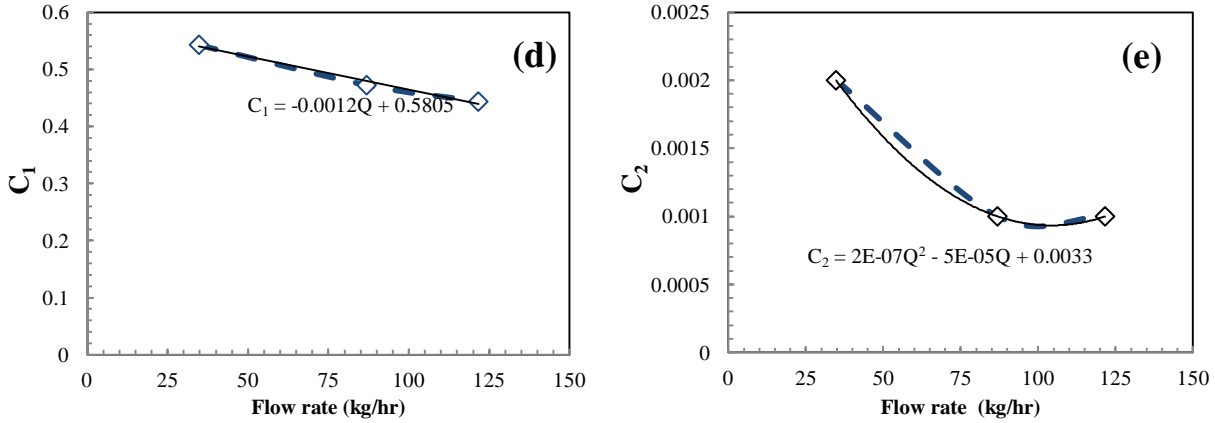 0.6
0.5
0.4
0.3
0.2
0.1
0
C1
(d)
C1 = -0.0012Q + 0.5805
0 25 50 75 100 125 150
Flow rate (kg/hr)
0.0025
0.002
0.0015
0.001
0.0005
0
C2
(e)
C2 = 2E-07Q² - 5E-05Q + 0.0033
0 25 50 75 100 125 150
Flow rate (kg/hr)